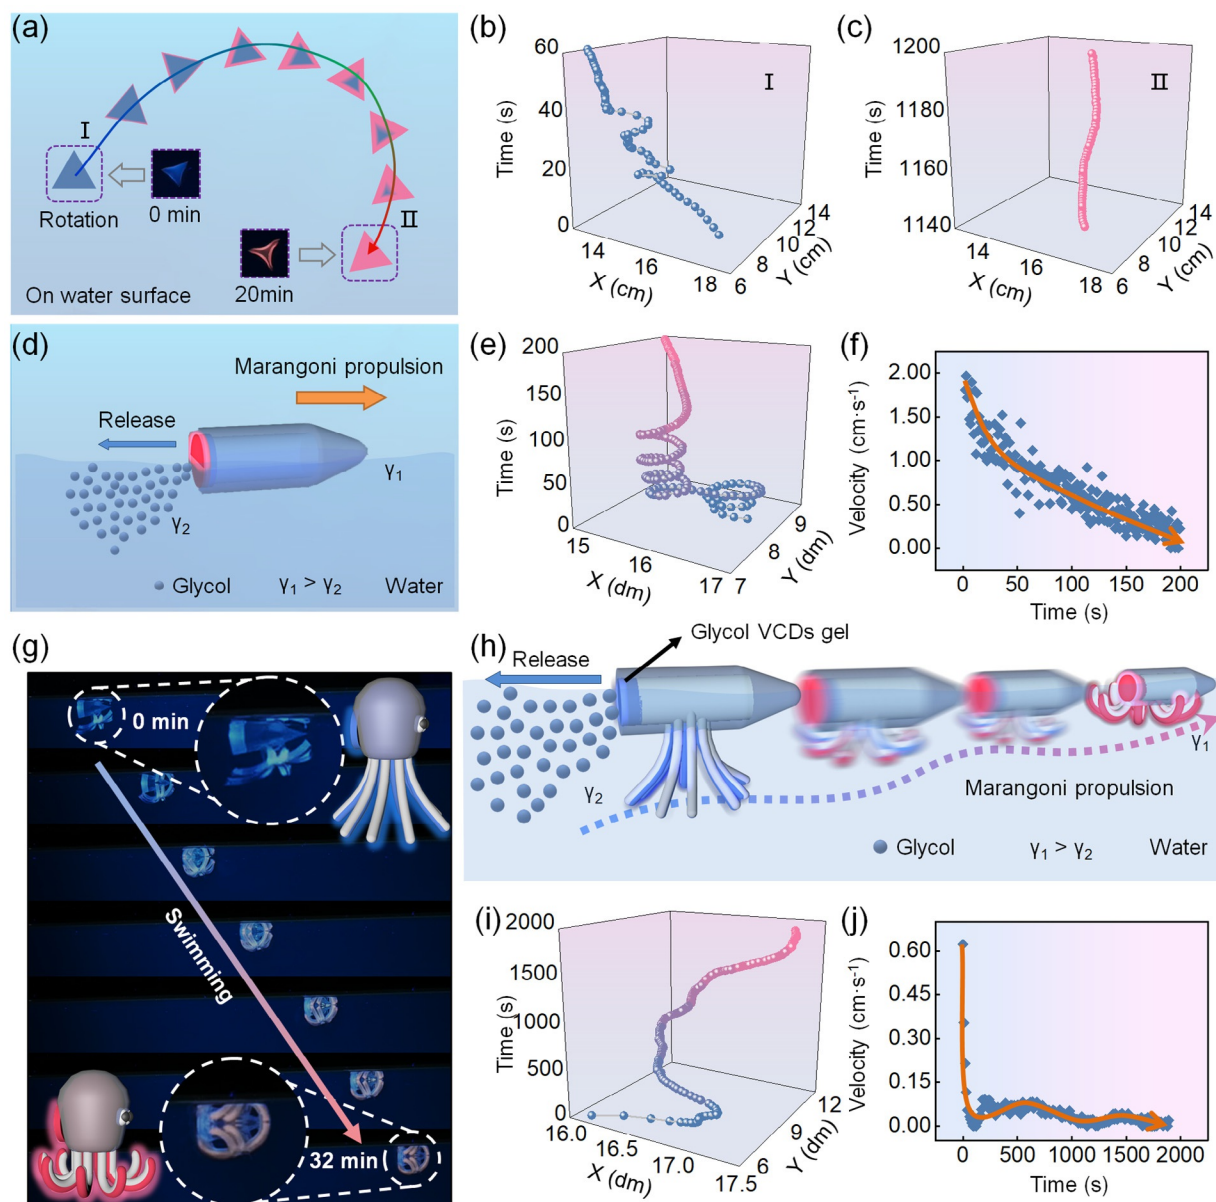 (a)
I
Rotation
0 min
II
20min
On water surface
(b)
60
40
20
0
Time (s)
I
14
16
18
X (cm)
6
8
10
12
14
Y (cm)
(c)
1200
1180
1160
1140
Time (s)
II
14
16
18
X (cm)
6
8
10
12
14
Y (cm)
(d)
Marangoni propulsion
Release
γ1
γ2
Glycol
γ1 > γ2
Water
(e)
200
150
100
50
0
Time (s)
15
16
17
X (dm)
7
8
9
Y (dm)
(f)
2.00
1.50
1.00
0.50
0.00
Velocity (cm·s-1)
0
50
100
150
200
Time (s)
(g)
0 min
Swimming
32 min
(h)
Glycol VCDs gel
Release
γ1
γ2
Marangoni propulsion
Glycol
γ1 > γ2
Water
(i)
2000
1500
1000
500
0
Time (s)
16.0
16.5
17.0
17.5
X (dm)
6
9
12
Y (dm)
(j)
0.60
0.45
0.30
0.15
0.00
Velocity (cm·s-1)
0
500
1000
1500
2000
Time (s)